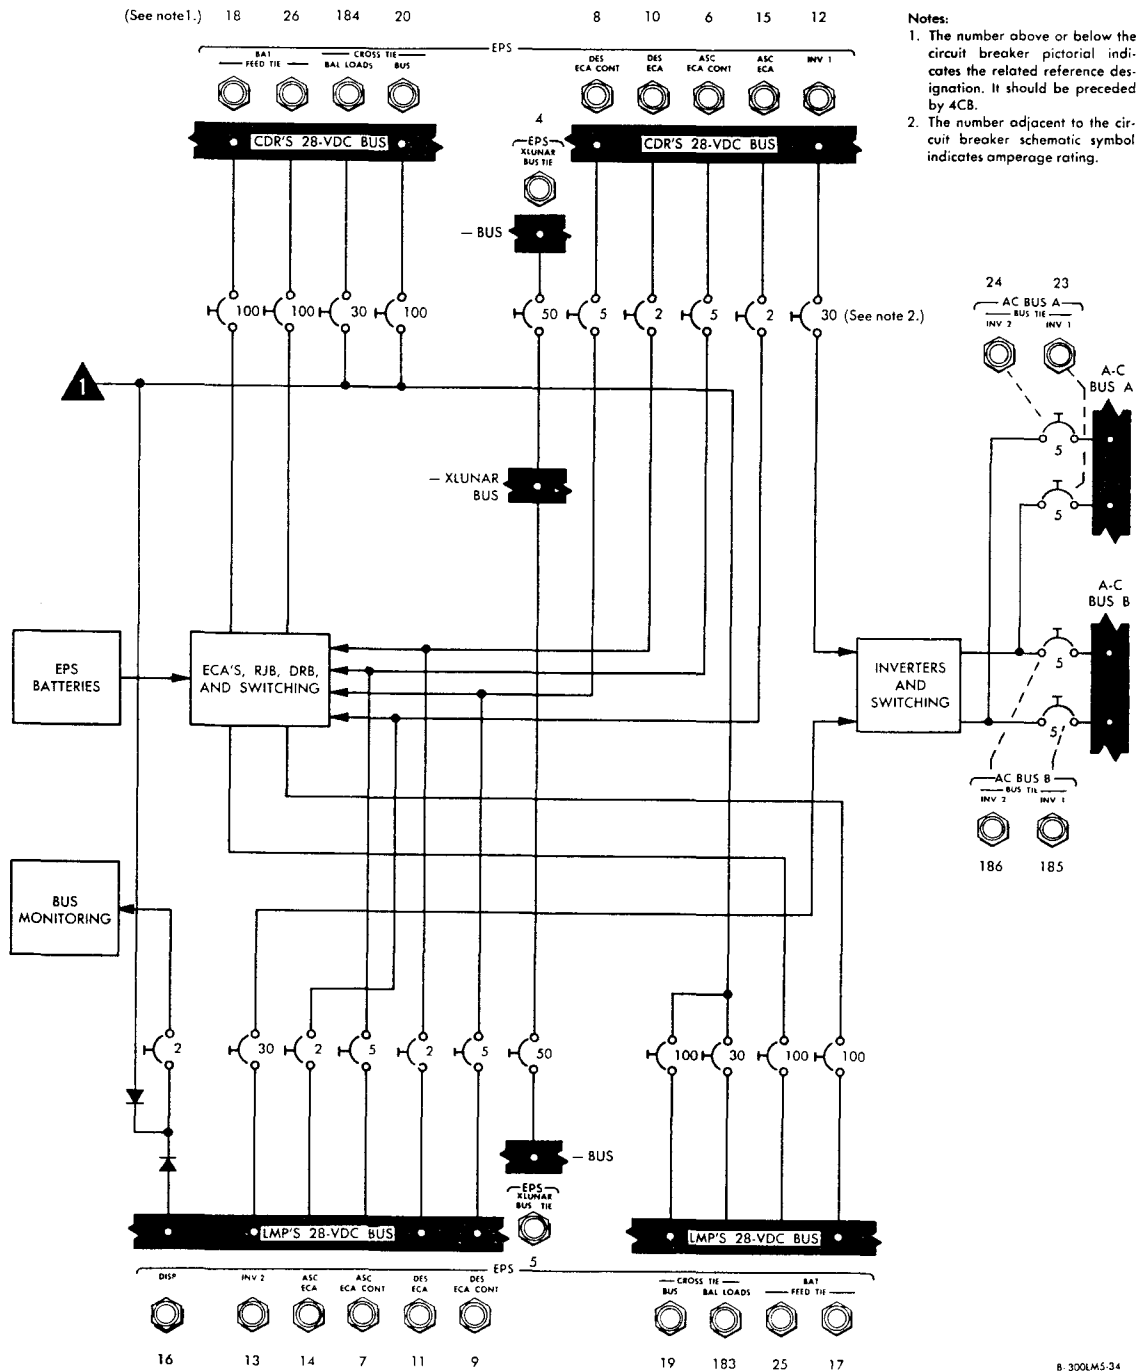 (See note 1.) 18 26 184 20 8 10 6 15 12
EPS
BAT
FEED TIE
CROSS TIE
BAL LOADS BUS
DES
ECA CONT
DES
ECA
ASC
ECA CONT
ASC
ECA
INV 1
Notes:
1. The number above or below the
circuit breaker pictorial indi-
cates the related reference des-
ignation. It should be preceded
by 4CB.
2. The number adjacent to the cir-
cuit breaker schematic symbol
indicates amperage rating.
CDR'S 28-VDC BUS
4
EPS
XLUNAR
BUS TIE
CDR'S 28-VDC BUS
— BUS
100 100 30 100 50 5 2 5 2 30 (See note 2.)
24 23
AC BUS A
BUS TIE
INV 2 INV 1
1
A-C
BUS A
5
5
— XLUNAR
BUS
A-C
BUS B
EPS
BATTERIES
ECA'S, RJB, DRB,
AND SWITCHING
INVERTERS
AND
SWITCHING
5
5
AC BUS B
BUS TIE
INV 2 INV 1
186 185
BUS
MONITORING
2 30 2 5 2 5 50 100 30 100 100
— BUS
EPS
XLUNAR
BUS TIE
5
LMP'S 28-VDC BUS
LMP'S 28-VDC BUS
EPS
DISP
INV 2
ASC
ECA
ASC
ECA CONT
DES
ECA
DES
ECA CONT
CROSS TIE
BUS BAL LOADS
BAT
FEED TIE
16 13 14 7 11 9 19 183 25 17
B-300LM5-34